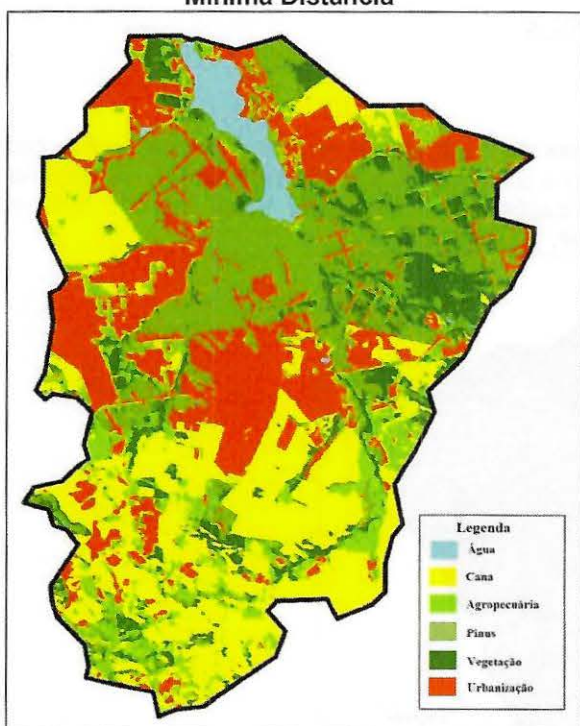 Mínima Distância
Legenda
Água
Cana
Agropecuária
Pinus
Vegetação
Urbanização